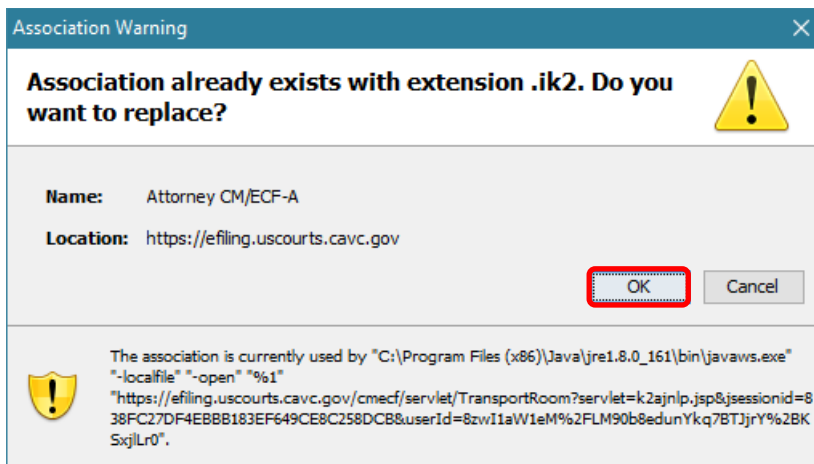 Association Warning
Association already exists with extension .ik2. Do you
want to replace?
Name: Attorney CM/ECF-A
Location: https://efiling.uscourts.cavc.gov
OK Cancel
The association is currently used by "C:\Program Files (x86)\Java\jre1.8.0_161\bin\javaws.exe"
"-localfile" "-open" "%1"
"https://efiling.uscourts.cavc.gov/cmecf/servlet/TransportRoom?servlet=k2ajnlp.jsp&jsessionid=8
38FC27DF4EBBB183EF649CE8C258DCB&userId=8zwI1aW1eM%2FLM90b8edunYkq7BTJjrY%2BK
SxjlLr0".